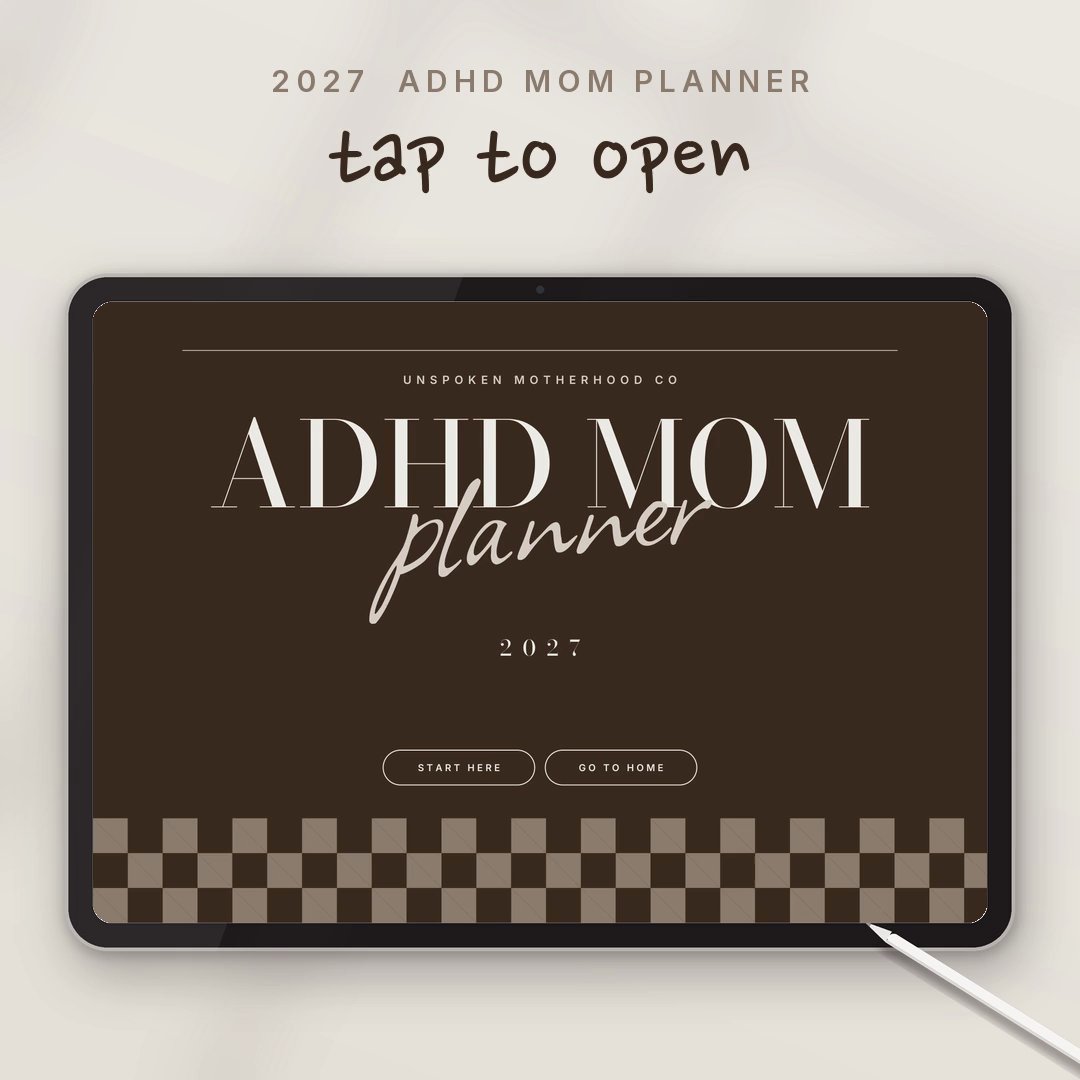 2027 ADHD MOM PLANNER
tap to open
UNSPOKEN MOTHERHOOD CO
ADHD MOM
planner
2027
START HERE
GO TO HOME